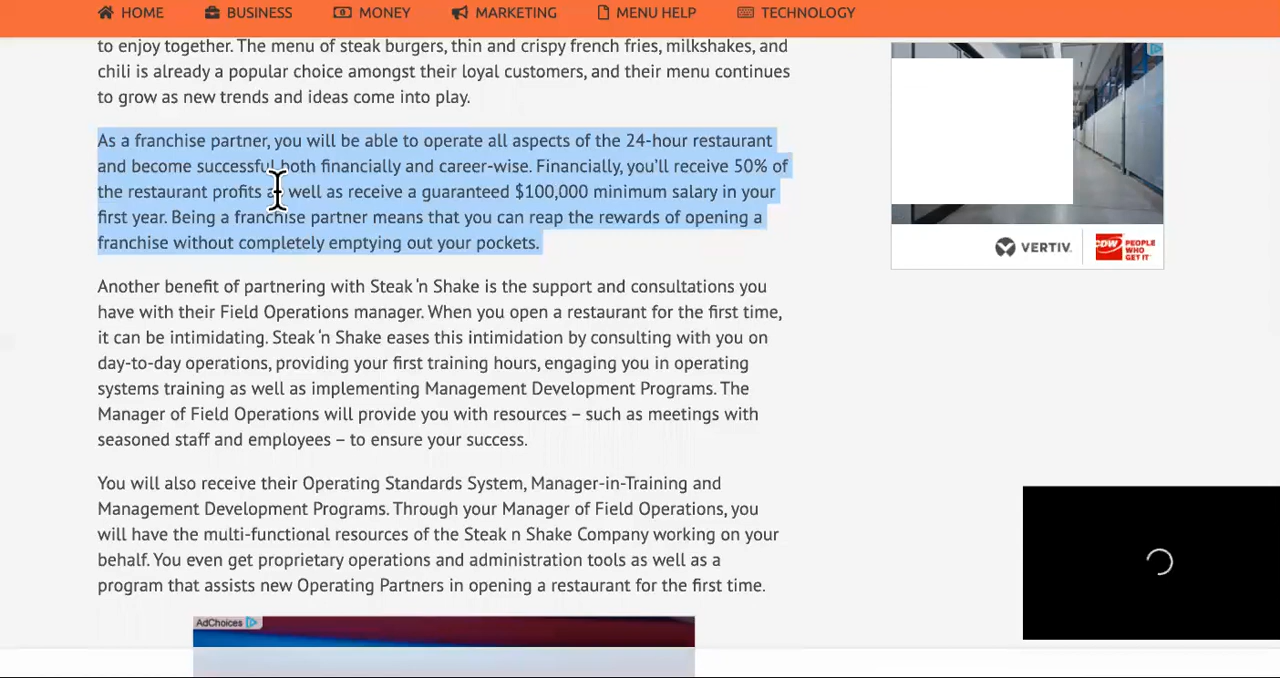 HOME
BUSINESS
MONEY
MARKETING
MENU HELP
TECHNOLOGY
to enjoy together. The menu of steak burgers, thin and crispy french fries, milkshakes, and
chili is already a popular choice amongst their loyal customers, and their menu continues
to grow as new trends and ideas come into play.
As a franchise partner, you will be able to operate all aspects of the 24-hour restaurant
and become successful both financially and career-wise. Financially, you'll receive 50% of
the restaurant profits as well as receive a guaranteed $100,000 minimum salary in your
first year. Being a franchise partner means that you can reap the rewards of opening a
franchise without completely emptying out your pockets.
Another benefit of partnering with Steak 'n Shake is the support and consultations you
have with their Field Operations manager. When you open a restaurant for the first time,
it can be intimidating. Steak 'n Shake eases this intimidation by consulting with you on
day-to-day operations, providing your first training hours, engaging you in operating
systems training as well as implementing Management Development Programs. The
Manager of Field Operations will provide you with resources – such as meetings with
seasoned staff and employees – to ensure your success.
You will also receive their Operating Standards System, Manager-in-Training and
Management Development Programs. Through your Manager of Field Operations, you
will have the multi-functional resources of the Steak n Shake Company working on your
behalf. You even get proprietary operations and administration tools as well as a
program that assists new Operating Partners in opening a restaurant for the first time.
AdChoices
VERTIV.
CDW PEOPLE
WHO
GET IT